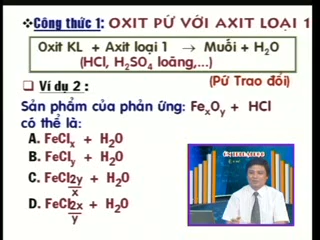 ❖Công thức 1: OXIT PỨ VỚI AXIT LOẠI 1
Oxit KL + Axit loại 1 → Muối + H₂O
(HCl, H₂SO₄ loãng,...)
(Pứ Trao đổi)
❑ Ví dụ 2 :
Sản phẩm của phản ứng: FeₓOᵧ + HCl
có thể là:
A. FeClₓ + H₂O
B. FeClᵧ + H₂O
C. FeCl2y/x + H₂O
D. FeCl2x/y + H₂O